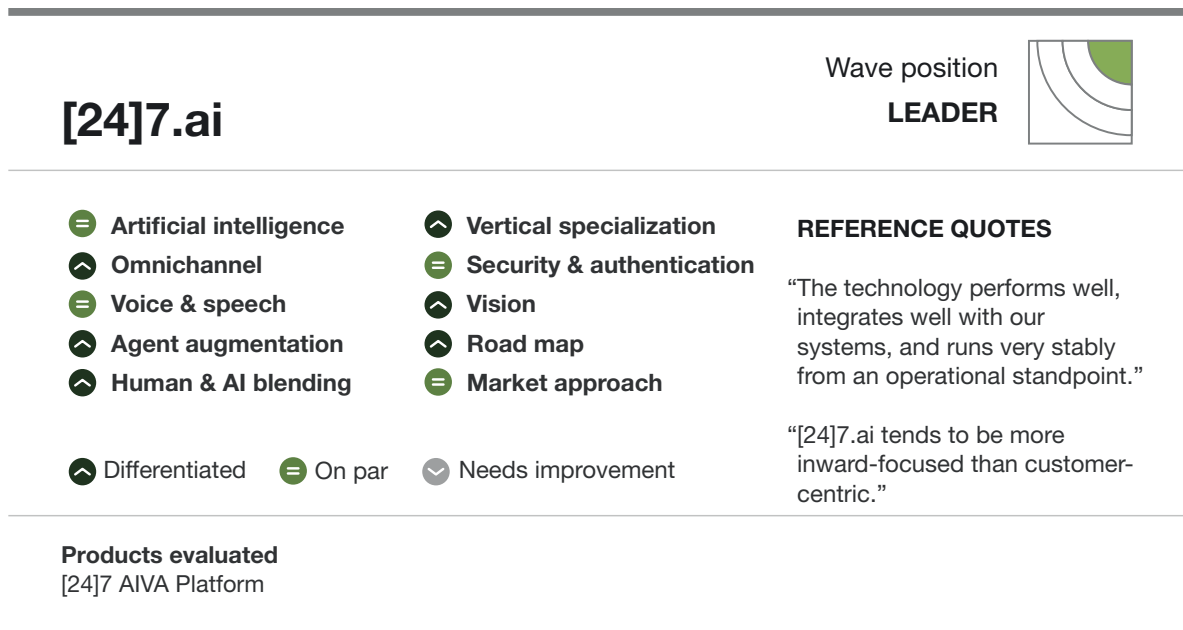 Wave position
LEADER
[24]7.ai
Artificial intelligence
Omnichannel
Voice & speech
Agent augmentation
Human & AI blending
Vertical specialization
Security & authentication
Vision
Road map
Market approach
Differentiated
On par
Needs improvement
REFERENCE QUOTES
“The technology performs well,
integrates well with our
systems, and runs very stably
from an operational standpoint.”
“[24]7.ai tends to be more
inward-focused than customer-
centric.”
Products evaluated
[24]7 AIVA Platform